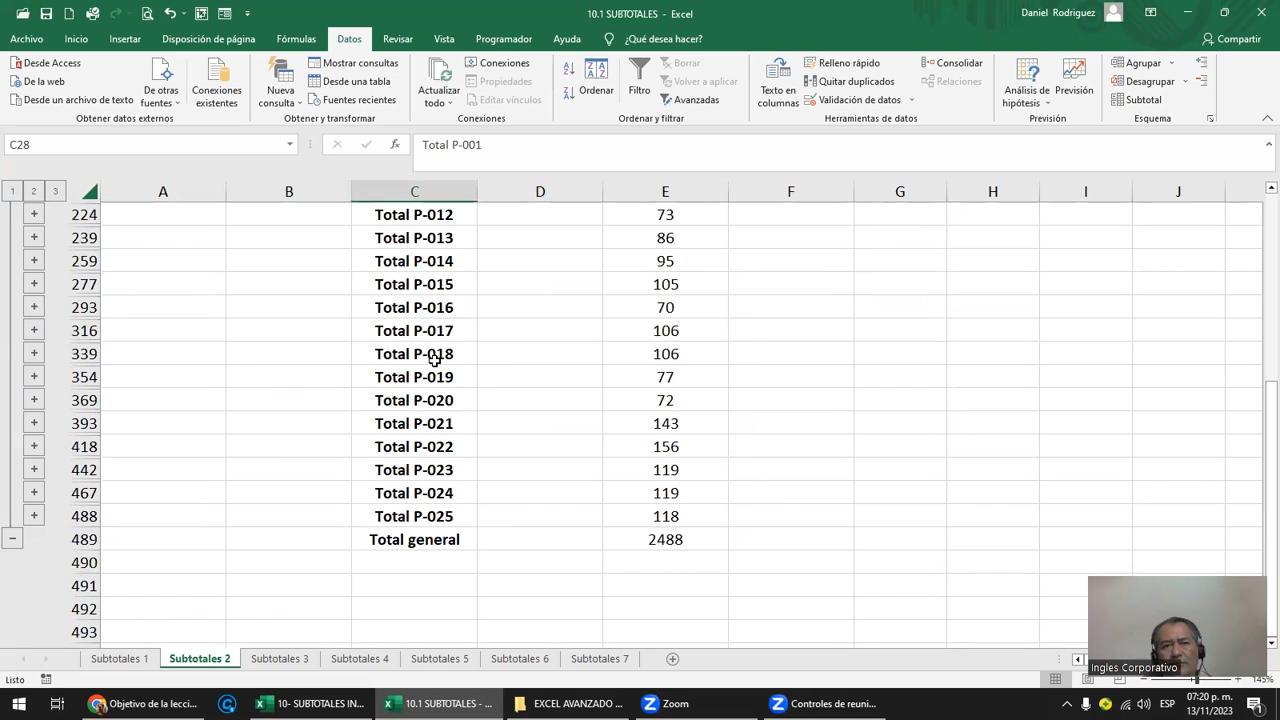 10.1 SUBTOTALES - Excel
Daniel Rodriguez
Archivo Inicio Insertar Disposición de página Fórmulas Datos Revisar Vista Programador Ayuda ¿Qué desea hacer? Compartir
Desde Access
De la web
Desde un archivo de texto
De otras fuentes
Conexiones existentes
Obtener datos externos
Nueva consulta
Mostrar consultas
Desde una tabla
Fuentes recientes
Obtener y transformar
Actualizar todo
Conexiones
Propiedades
Editar vínculos
Conexiones
Ordenar
Filtro
Borrar
Volver a aplicar
Avanzadas
Ordenar y filtrar
Texto en columnas
Relleno rápido
Quitar duplicados
Validación de datos
Consolidar
Relaciones
Herramientas de datos
Análisis de hipótesis
Previsión
Previsión
Agrupar
Desagrupar
Subtotal
Esquema
C28 fx Total P-001
1 2 3 A B C D E F G H I J
224 Total P-012 73
239 Total P-013 86
259 Total P-014 95
277 Total P-015 105
293 Total P-016 70
316 Total P-017 106
339 Total P-018 106
354 Total P-019 77
369 Total P-020 72
393 Total P-021 143
418 Total P-022 156
442 Total P-023 119
467 Total P-024 119
488 Total P-025 118
489 Total general 2488
490
491
492
493
Subtotales 1 Subtotales 2 Subtotales 3 Subtotales 4 Subtotales 5 Subtotales 6 Subtotales 7
Ingles Corporativo
Listo 145%
Objetivo de la lecci... 10- SUBTOTALES IN... 10.1 SUBTOTALES - ... EXCEL AVANZADO ... Zoom Controles de reuni... ESP
07:20 p. m.
13/11/2023